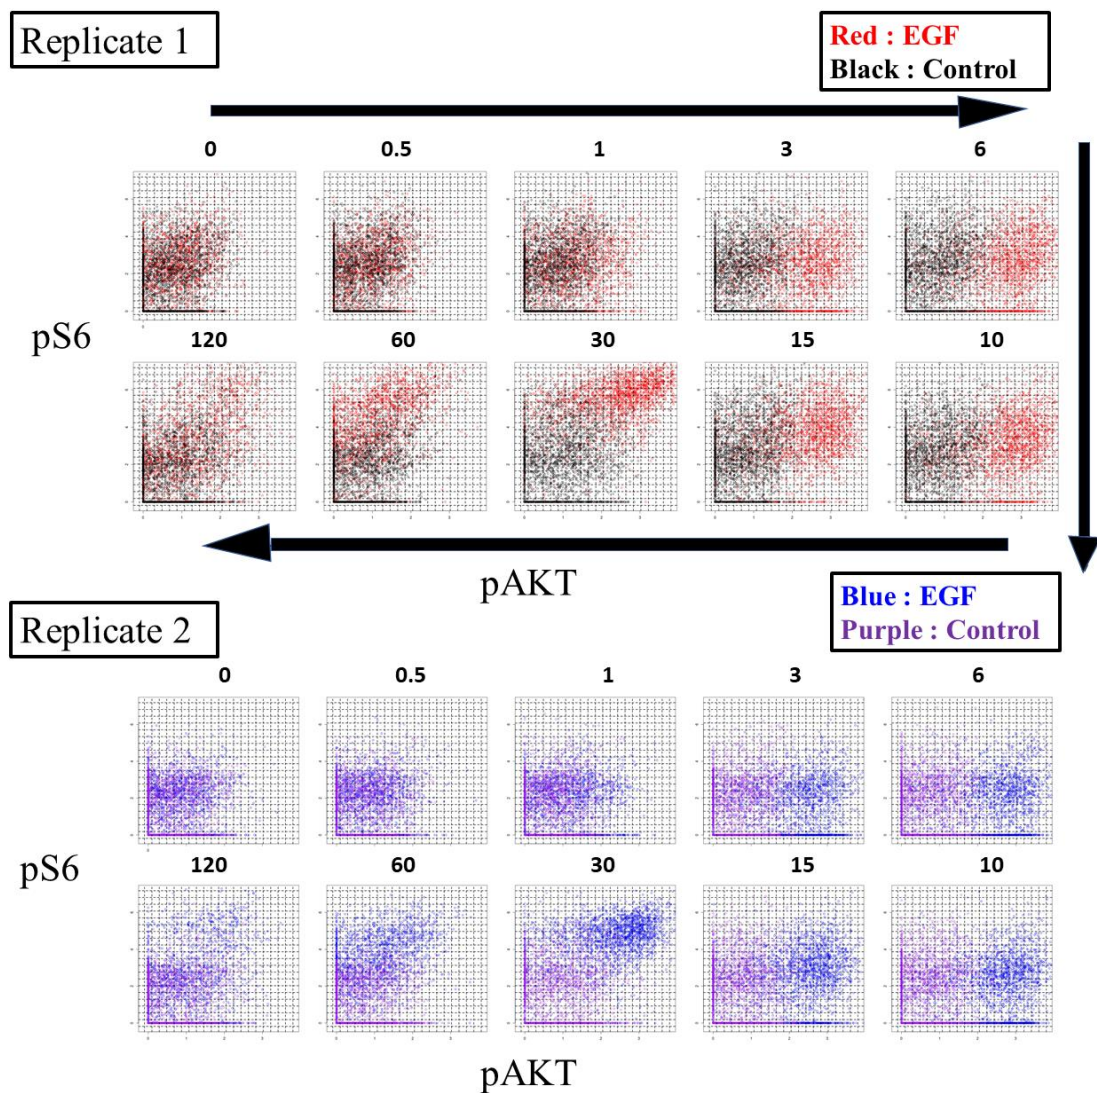 Replicate 1
Red : EGF
Black : Control
0 0.5 1 3 6
pS6
120 60 30 15 10
pAKT
Replicate 2
Blue : EGF
Purple : Control
0 0.5 1 3 6
pS6
120 60 30 15 10
pAKT